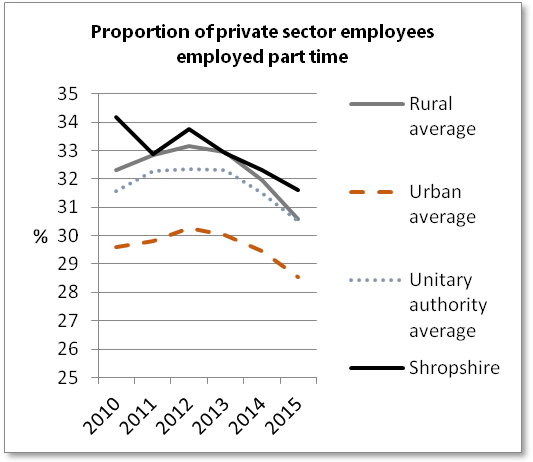 Proportion of private sector employees
employed part time
35
34
33
32
31
30
29
28
27
26
25
%
2010
2011
2012
2013
2014
2015
Rural
average
Urban
average
Unitary
authority
average
Shropshire